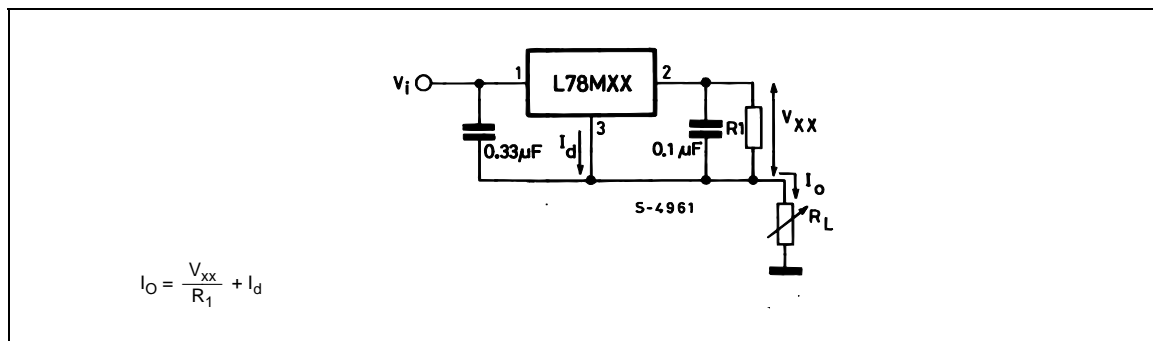 Vi
1
L78MXX
2
3
Id
0.33µF
0.1µF
R1
VXX
Io
S-4961
RL
IO = Vxx / R1 + Id